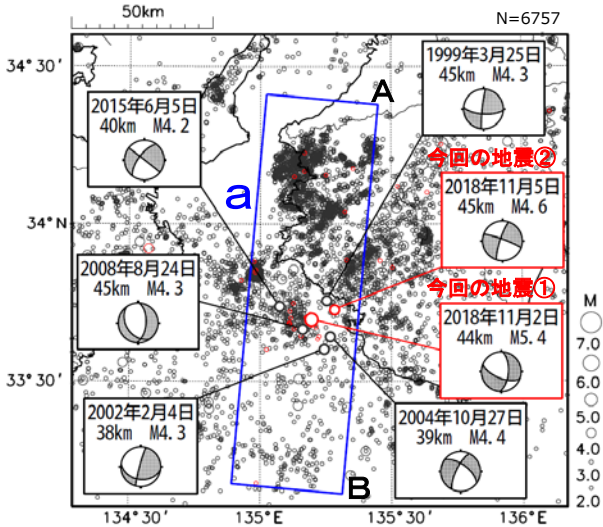 50km
N=6757
34°30'
34°N
33°30'
134°30'
135°E
135°30'
136°E
A
a
B
1999年3月25日
45km M4.3
2015年6月5日
40km M4.2
今回の地震②
2018年11月5日
45km M4.6
2008年8月24日
45km M4.3
今回の地震①
2018年11月2日
44km M5.4
2002年2月4日
38km M4.3
2004年10月27日
39km M4.4
M
7.0
6.0
5.0
4.0
3.0
2.0